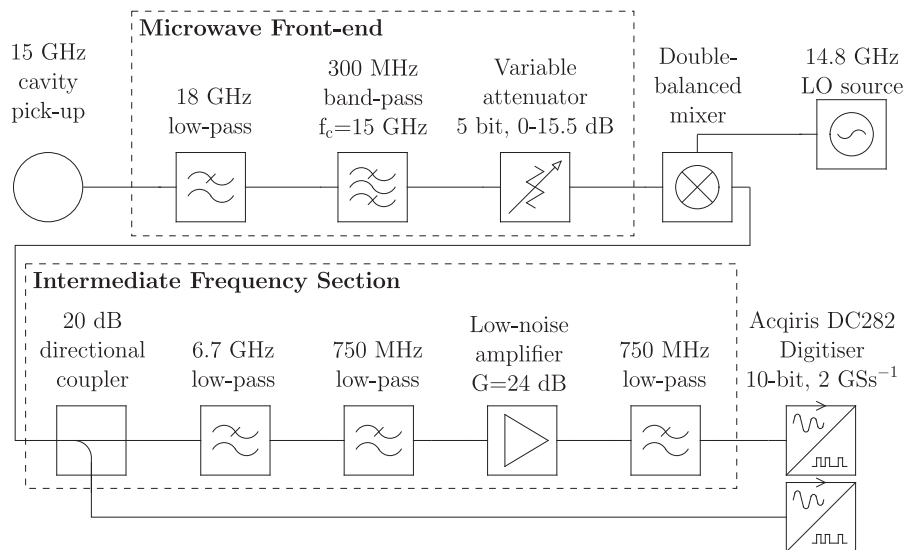 Microwave Front-end
15 GHz
cavity
pick-up
18 GHz
low-pass
300 MHz
band-pass
f_c=15 GHz
Variable
attenuator
5 bit, 0-15.5 dB
Double-
balanced
mixer
14.8 GHz
LO source
Intermediate Frequency Section
20 dB
directional
coupler
6.7 GHz
low-pass
750 MHz
low-pass
Low-noise
amplifier
G=24 dB
750 MHz
low-pass
Acqiris DC282
Digitiser
10-bit, 2 GSs⁻¹